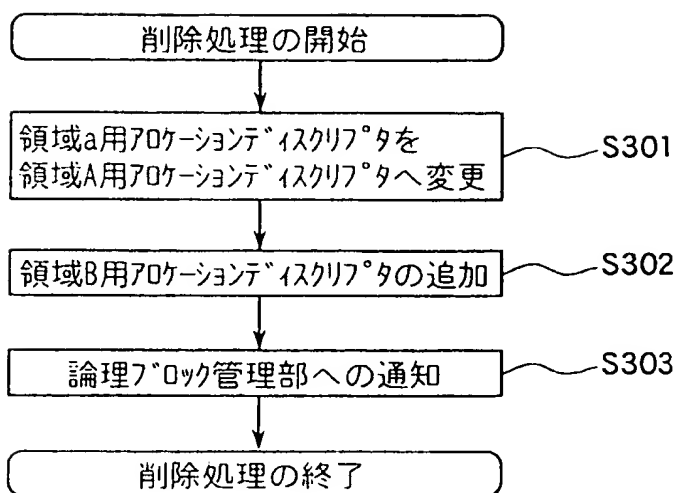 削除処理の開始
領域a用ｱﾛｹｰｼｮﾝﾃﾞｨｽｸﾘﾌﾟﾀを
領域A用ｱﾛｹｰｼｮﾝﾃﾞｨｽｸﾘﾌﾟﾀへ変更
S301
領域B用ｱﾛｹｰｼｮﾝﾃﾞｨｽｸﾘﾌﾟﾀの追加
S302
論理ﾌﾞﾛｯｸ管理部への通知
S303
削除処理の終了